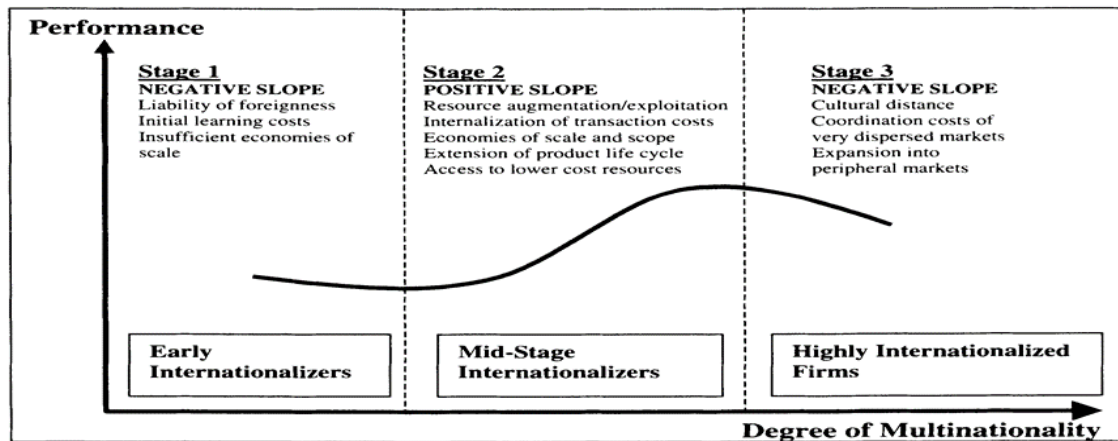 Performance
Stage 1
NEGATIVE SLOPE
Liability of foreignness
Initial learning costs
Insufficient economies of
scale
Stage 2
POSITIVE SLOPE
Resource augmentation/exploitation
Internalization of transaction costs
Economies of scale and scope
Extension of product life cycle
Access to lower cost resources
Stage 3
NEGATIVE SLOPE
Cultural distance
Coordination costs of
very dispersed markets
Expansion into
peripheral markets
Early
Internationalizers
Mid-Stage
Internationalizers
Highly Internationalized
Firms
Degree of Multinationality